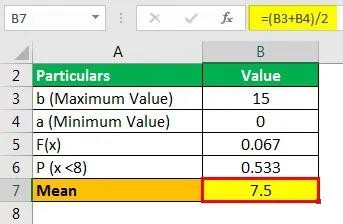 B7 fx =(B3+B4)/2
A B
2 Particulars Value
3 b (Maximum Value) 15
4 a (Minimum Value) 0
5 F(x) 0.067
6 P (x <8) 0.533
7 Mean 7.5
8